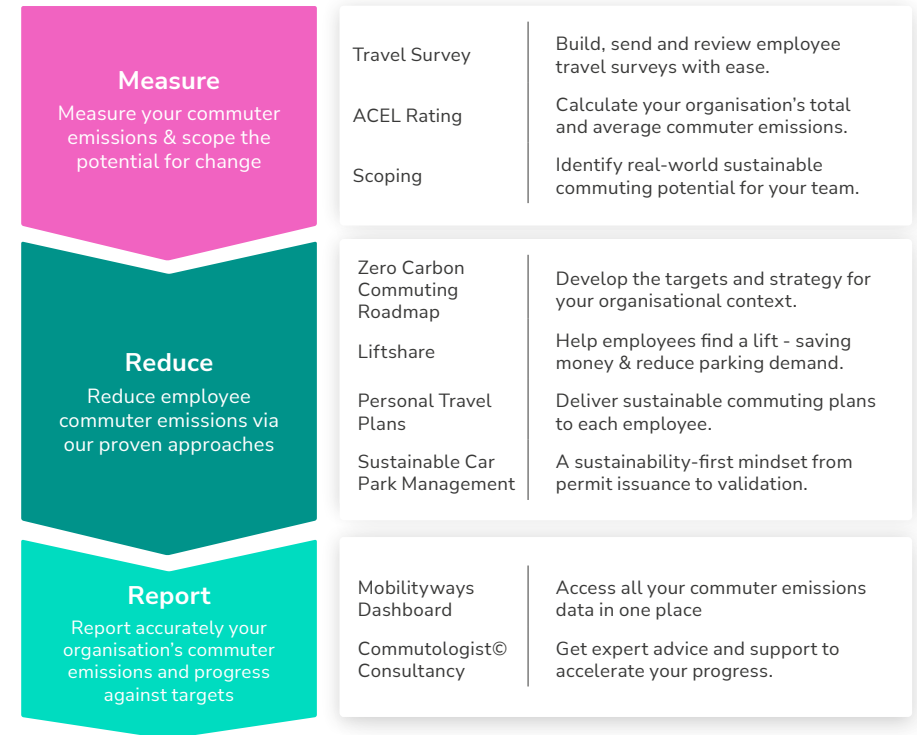 Measure
Measure your commuter
emissions & scope the
potential for change
Travel Survey
Build, send and review employee
travel surveys with ease.
ACEL Rating
Calculate your organisation’s total
and average commuter emissions.
Scoping
Identify real-world sustainable
commuting potential for your team.
Reduce
Reduce employee
commuter emissions via
our proven approaches
Zero Carbon
Commuting
Roadmap
Develop the targets and strategy for
your organisational context.
Liftshare
Help employees find a lift - saving
money & reduce parking demand.
Personal Travel
Plans
Deliver sustainable commuting plans
to each employee.
Sustainable Car
Park Management
A sustainability-first mindset from
permit issuance to validation.
Report
Report accurately your
organisation’s commuter
emissions and progress
against targets
Mobilityways
Dashboard
Access all your commuter emissions
data in one place
Commutologist©
Consultancy
Get expert advice and support to
accelerate your progress.